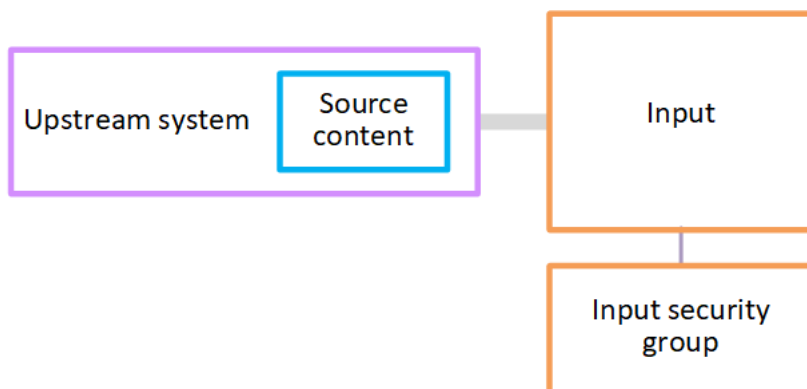 Upstream system
Source
content
Input
Input security
group